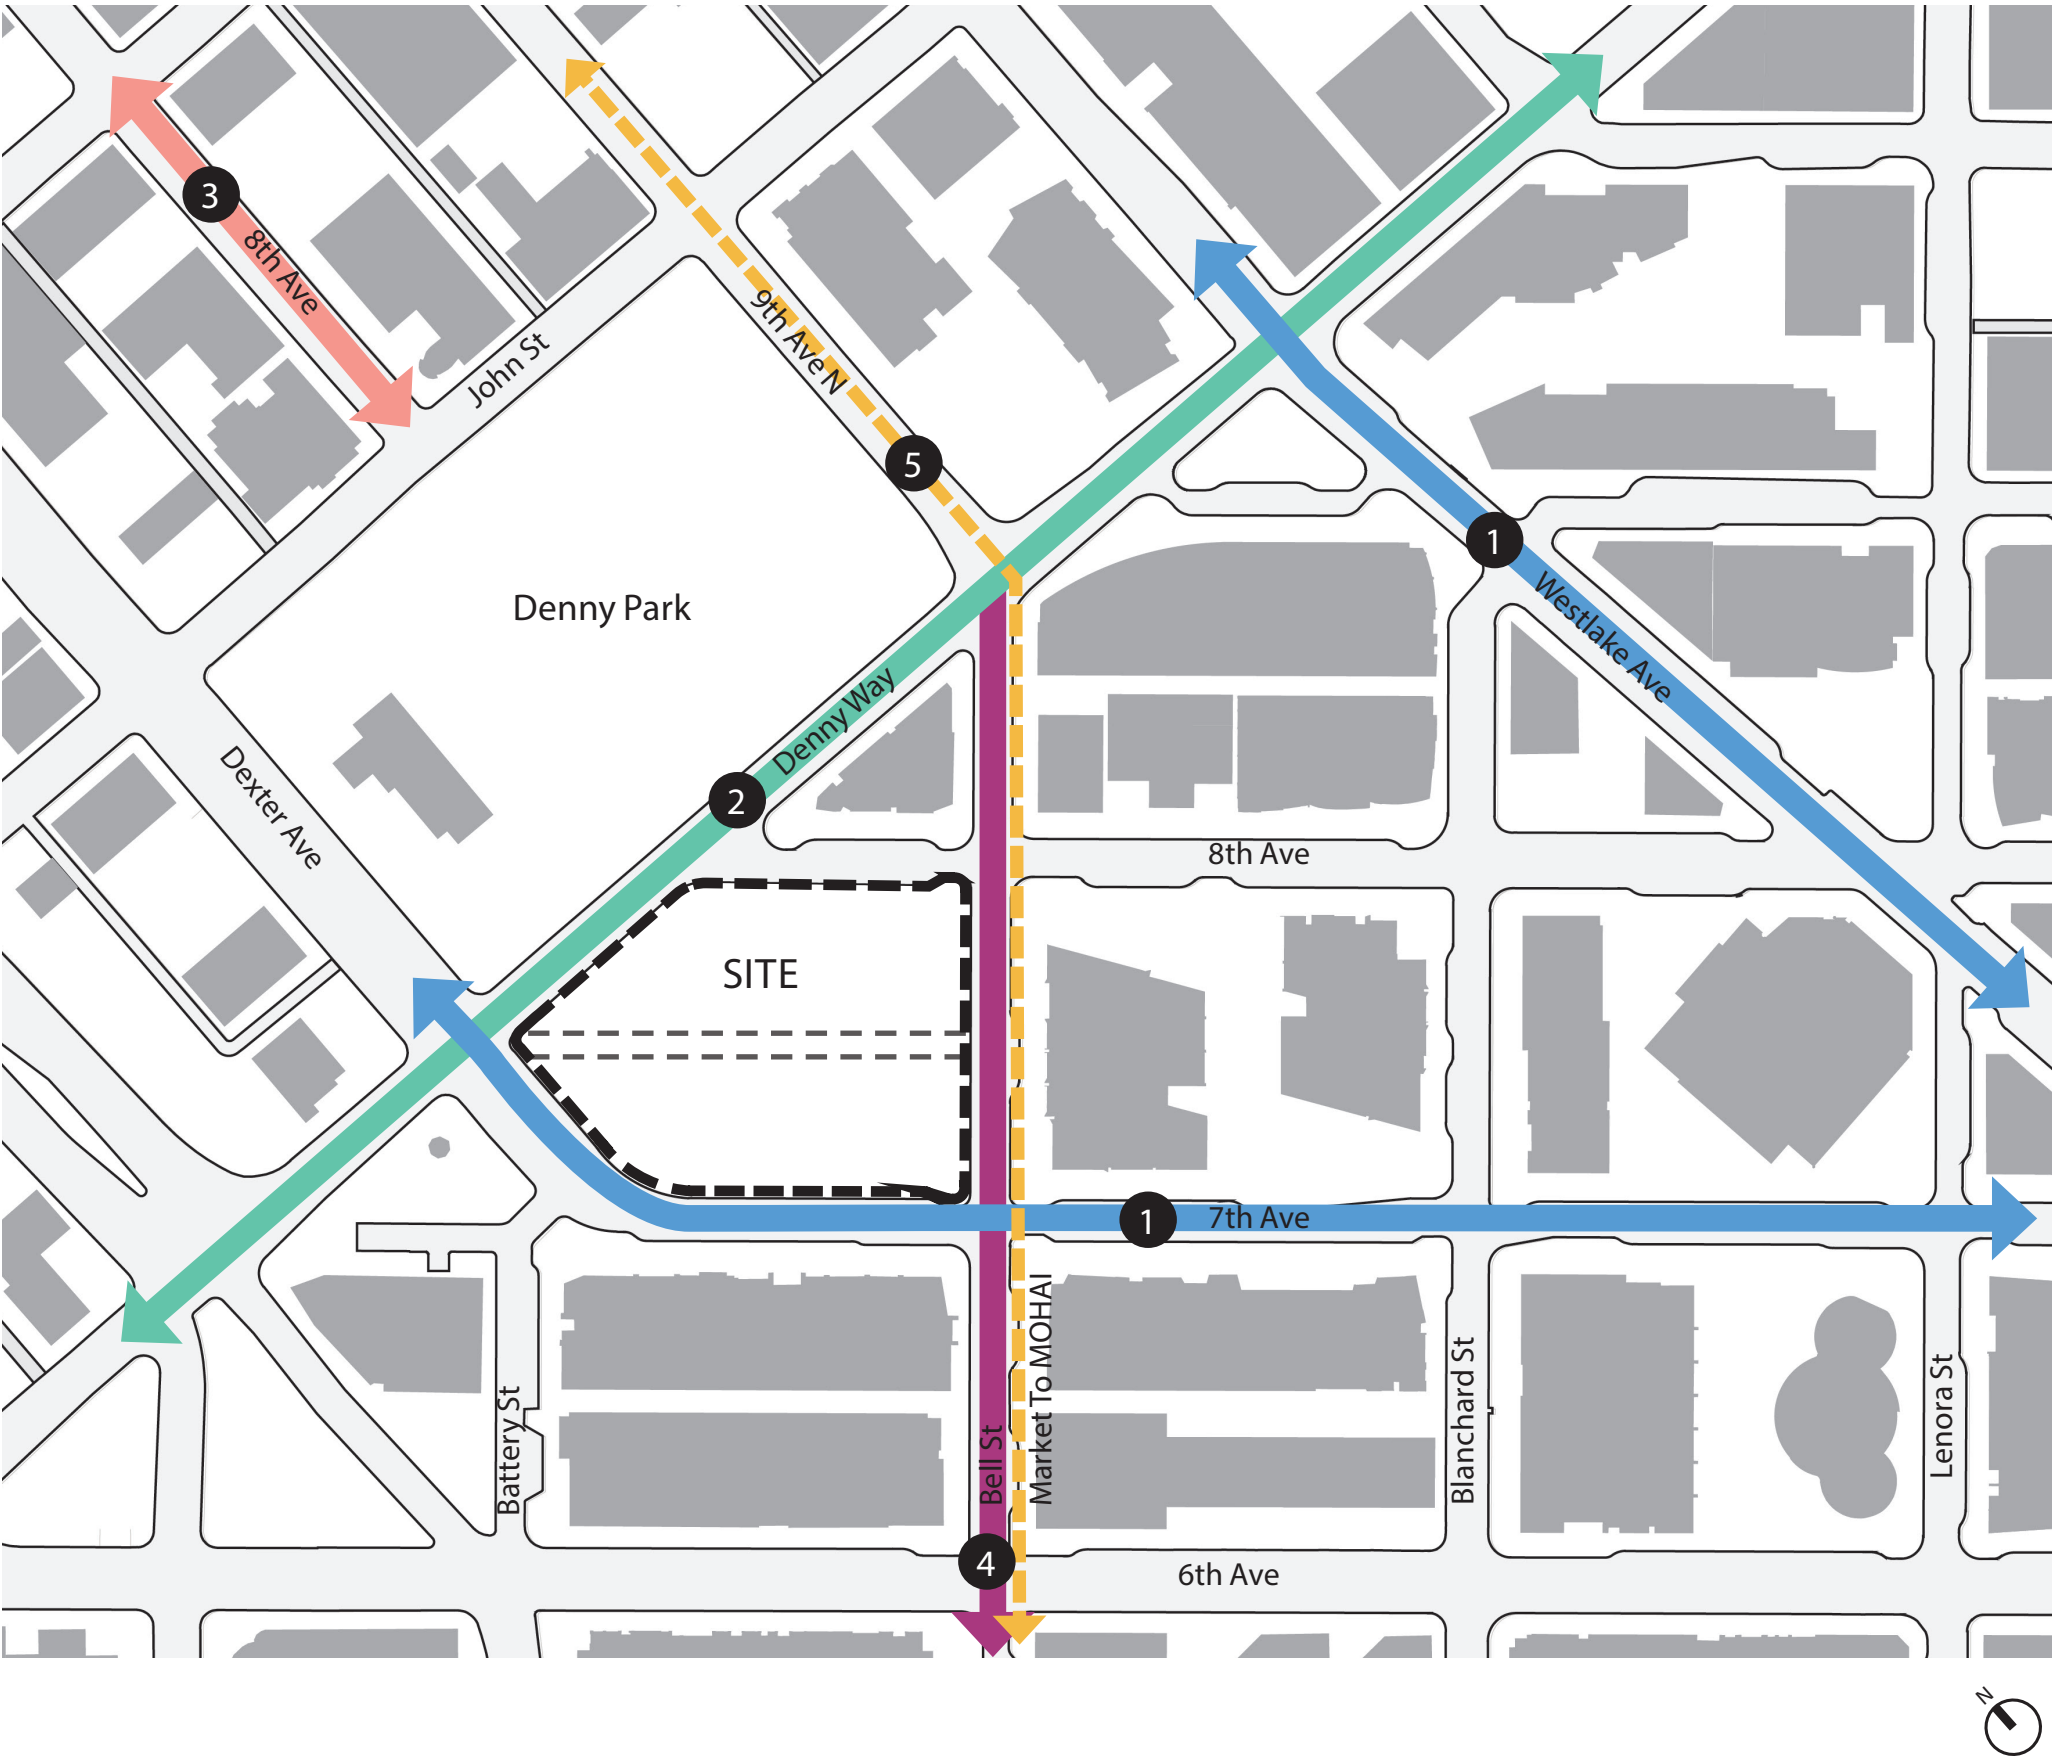 3
8th Ave
John St
9th Ave N
5
1
Westlake Ave
Denny Park
Denny Way
2
Dexter Ave
8th Ave
SITE
1
7th Ave
Battery St
Bell St
Market To MOHAI
Blanchard St
Lenora St
4
6th Ave
N